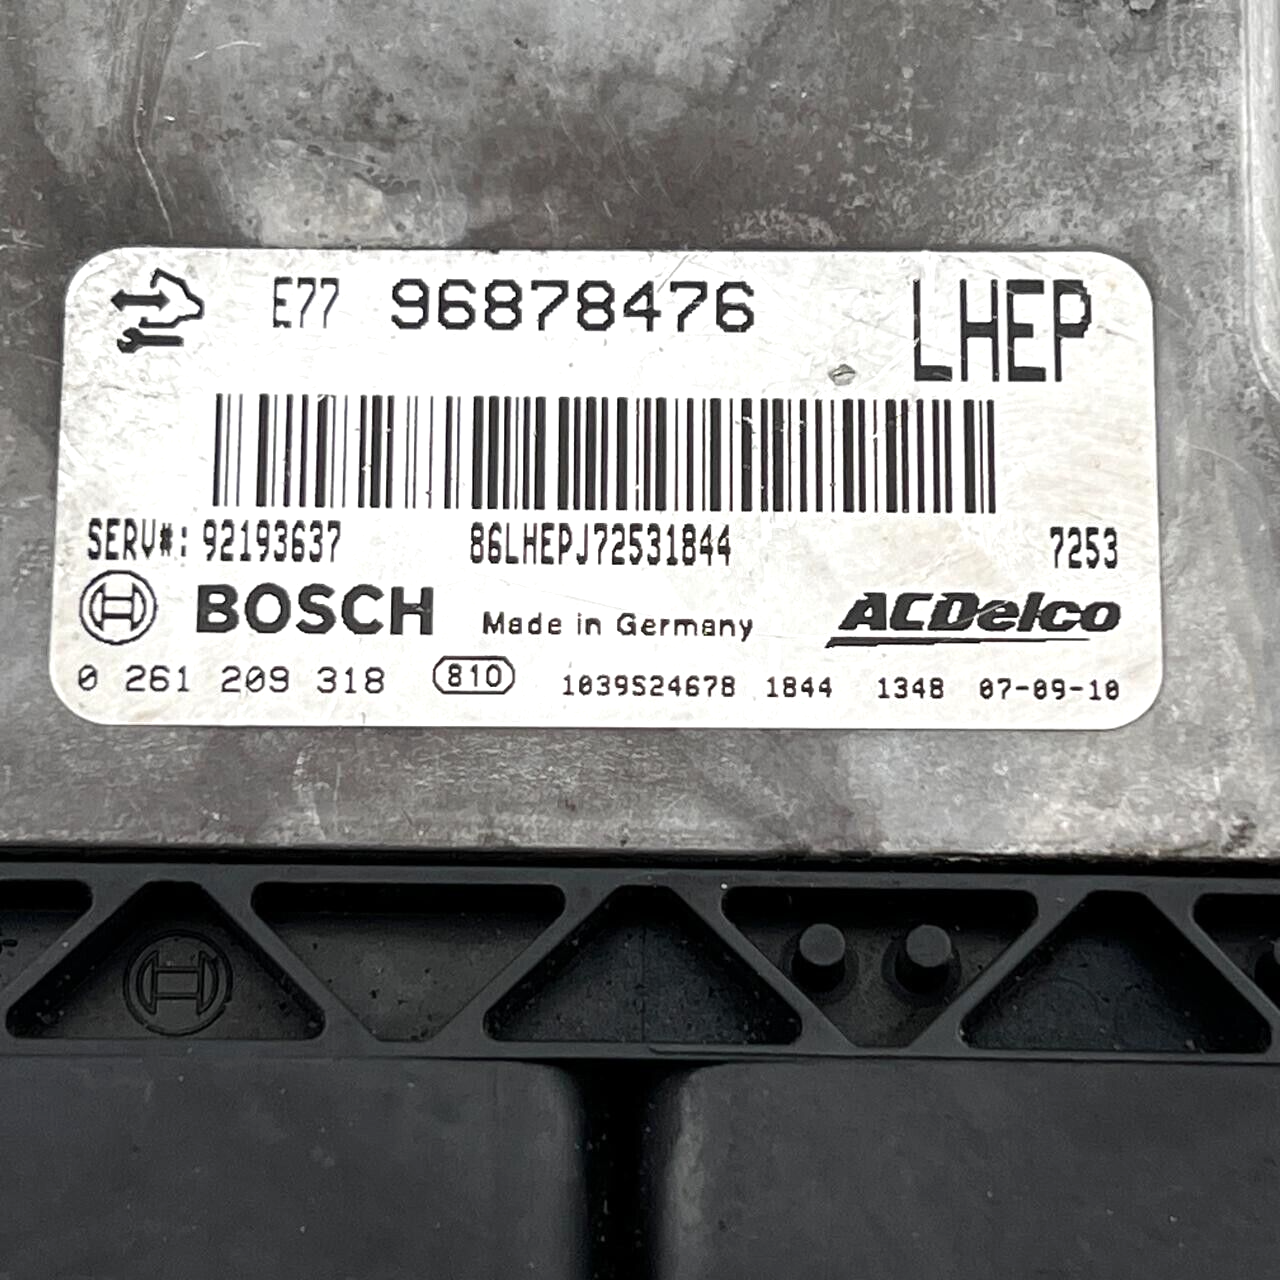 E77 96878476 LHEP
SERV#: 92193637 86LHEPJ72531844 7253
BOSCH Made in Germany ACDelco
0 261 209 318 810 1039S24678 1844 1348 07-09-10